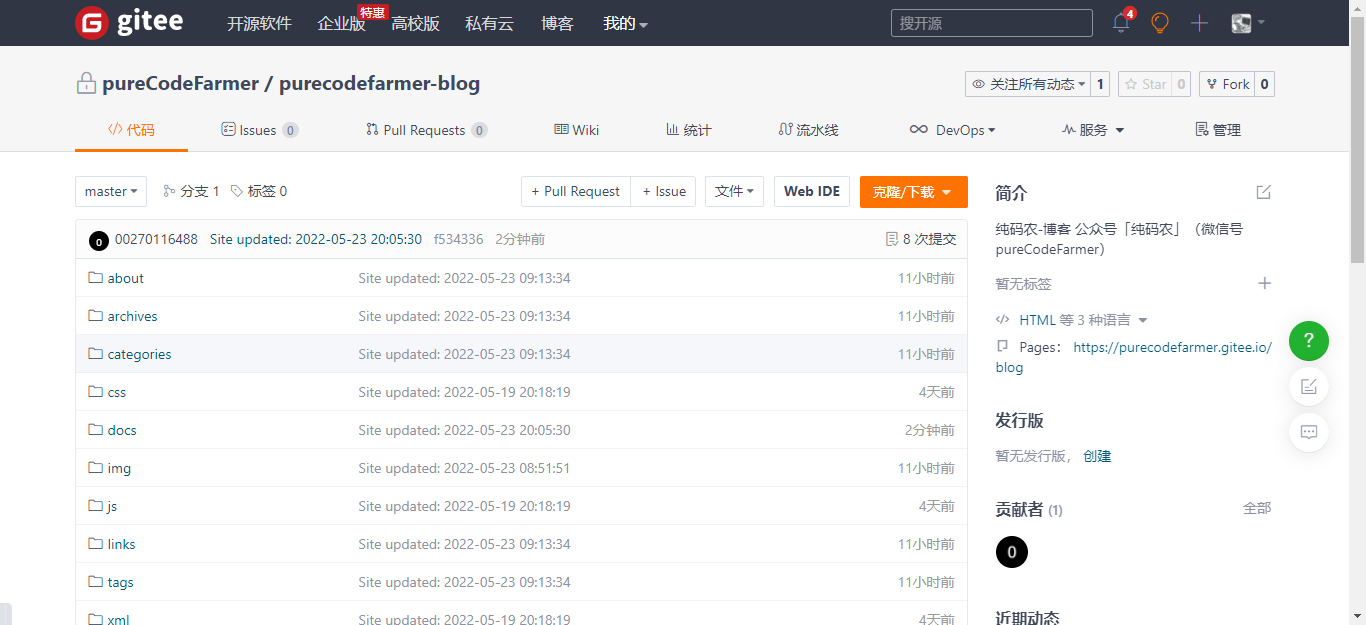 gitee 开源软件 企业版 特惠 高校版 私有云 博客 我的 搜开源 4
pureCodeFarmer / purecodefarmer-blog 关注所有动态 1 Star 0 Fork 0
代码 Issues 0 Pull Requests 0 Wiki 统计 流水线 DevOps 服务 管理
master 分支 1 标签 0 + Pull Request + Issue 文件 Web IDE 克隆/下载
0 00270116488 Site updated: 2022-05-23 20:05:30 f534336 2分钟前 8 次提交
about Site updated: 2022-05-23 09:13:34 11小时前
archives Site updated: 2022-05-23 09:13:34 11小时前
categories Site updated: 2022-05-23 09:13:34 11小时前
css Site updated: 2022-05-19 20:18:19 4天前
docs Site updated: 2022-05-23 20:05:30 2分钟前
img Site updated: 2022-05-23 08:51:51 11小时前
js Site updated: 2022-05-19 20:18:19 4天前
links Site updated: 2022-05-23 09:13:34 11小时前
tags Site updated: 2022-05-23 09:13:34 11小时前
xml Site updated: 2022-05-19 20:18:19 4天前
简介
纯码农-博客 公众号「纯码农」（微信号
pureCodeFarmer）
暂无标签
HTML 等 3 种语言
Pages： https://purecodefarmer.gitee.io/
blog
发行版
暂无发行版， 创建
贡献者 (1) 全部
0
近期动态
?